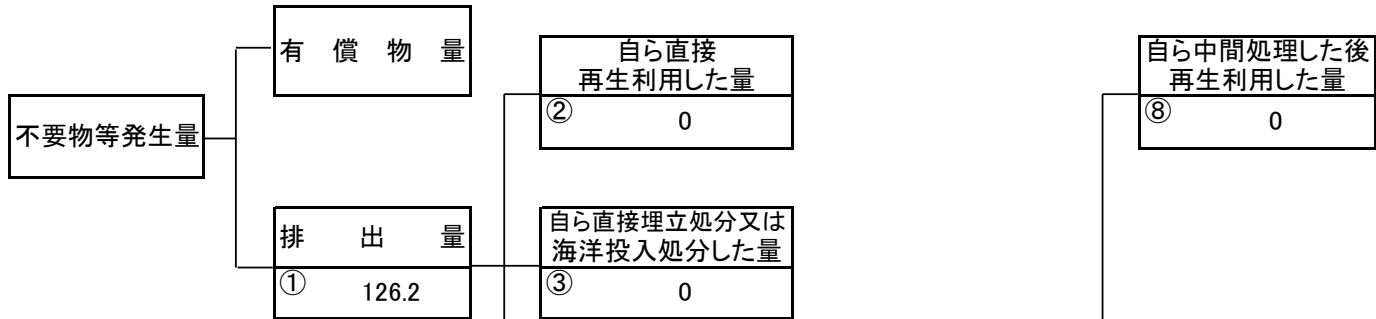 有償物量
自ら直接
再生利用した量
② 0
自ら中間処理した後
再生利用した量
⑧ 0
不要物等発生量
排出量
① 126.2
自ら直接埋立処分又は
海洋投入処分した量
③ 0